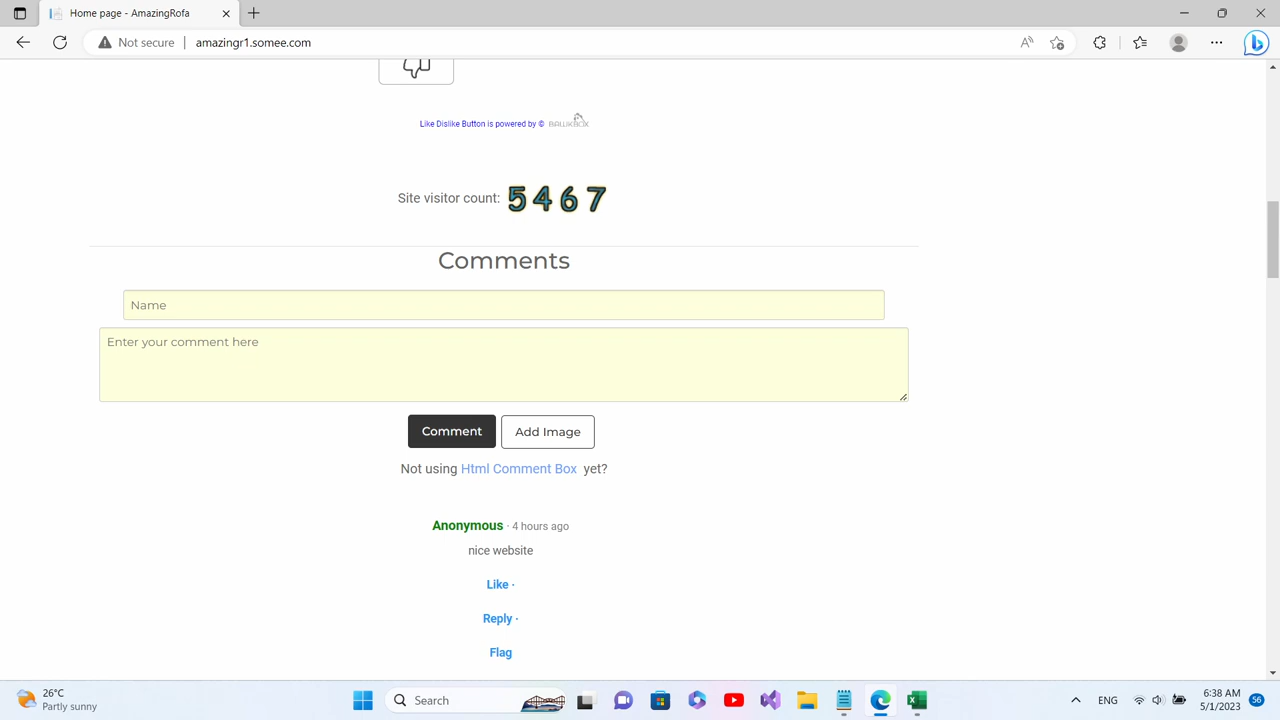 Home page - AmazingRofa
Not secure
amazingr1.somee.com
Like Dislike Button is powered by © BAWKBOX
Site visitor count: 5467
Comments
Name
Enter your comment here
Comment Add Image
Not using Html Comment Box yet?
Anonymous · 4 hours ago
nice website
Like ·
Reply ·
Flag
26°C
Partly sunny
Search
ENG
6:38 AM
5/1/2023
56